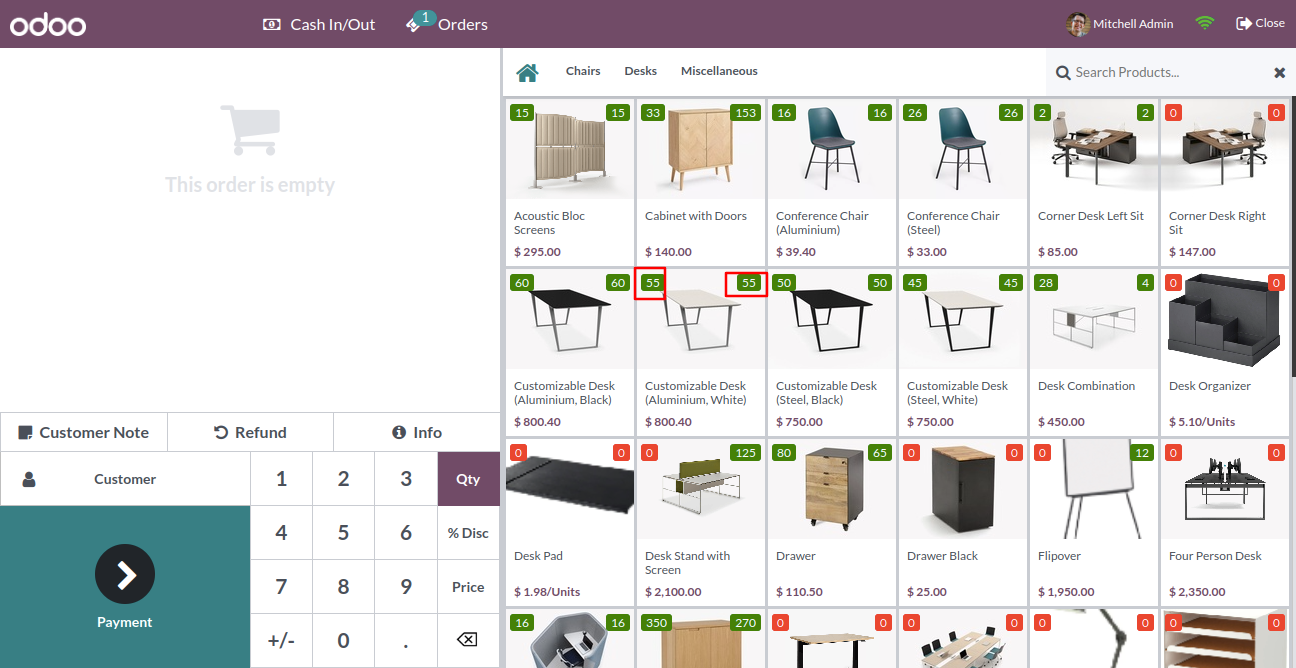 odoo
Cash In/Out
1
Orders
Mitchell Admin
Close
This order is empty
Customer Note
Refund
Info
Customer
1 2 3 Qty
4 5 6 % Disc
7 8 9 Price
+/- 0 .
Payment
Chairs Desks Miscellaneous
Search Products...
15 15 33 153 16 16 26 26 2 2 0 0
Acoustic Bloc Screens
$ 295.00
Cabinet with Doors
$ 140.00
Conference Chair (Aluminium)
$ 39.40
Conference Chair (Steel)
$ 33.00
Corner Desk Left Sit
$ 85.00
Corner Desk Right Sit
$ 147.00
60 60 55 55 50 50 45 45 28 4 0 0
Customizable Desk (Aluminium, Black)
$ 800.40
Customizable Desk (Aluminium, White)
$ 800.40
Customizable Desk (Steel, Black)
$ 750.00
Customizable Desk (Steel, White)
$ 750.00
Desk Combination
$ 450.00
Desk Organizer
$ 5.10/Units
0 0 0 125 80 65 0 0 0 12 0 0
Desk Pad
$ 1.98/Units
Desk Stand with Screen
$ 2,100.00
Drawer
$ 110.50
Drawer Black
$ 25.00
Flipover
$ 1,950.00
Four Person Desk
$ 2,350.00
16 16 350 270 0 0 0 0 0 0 0 0